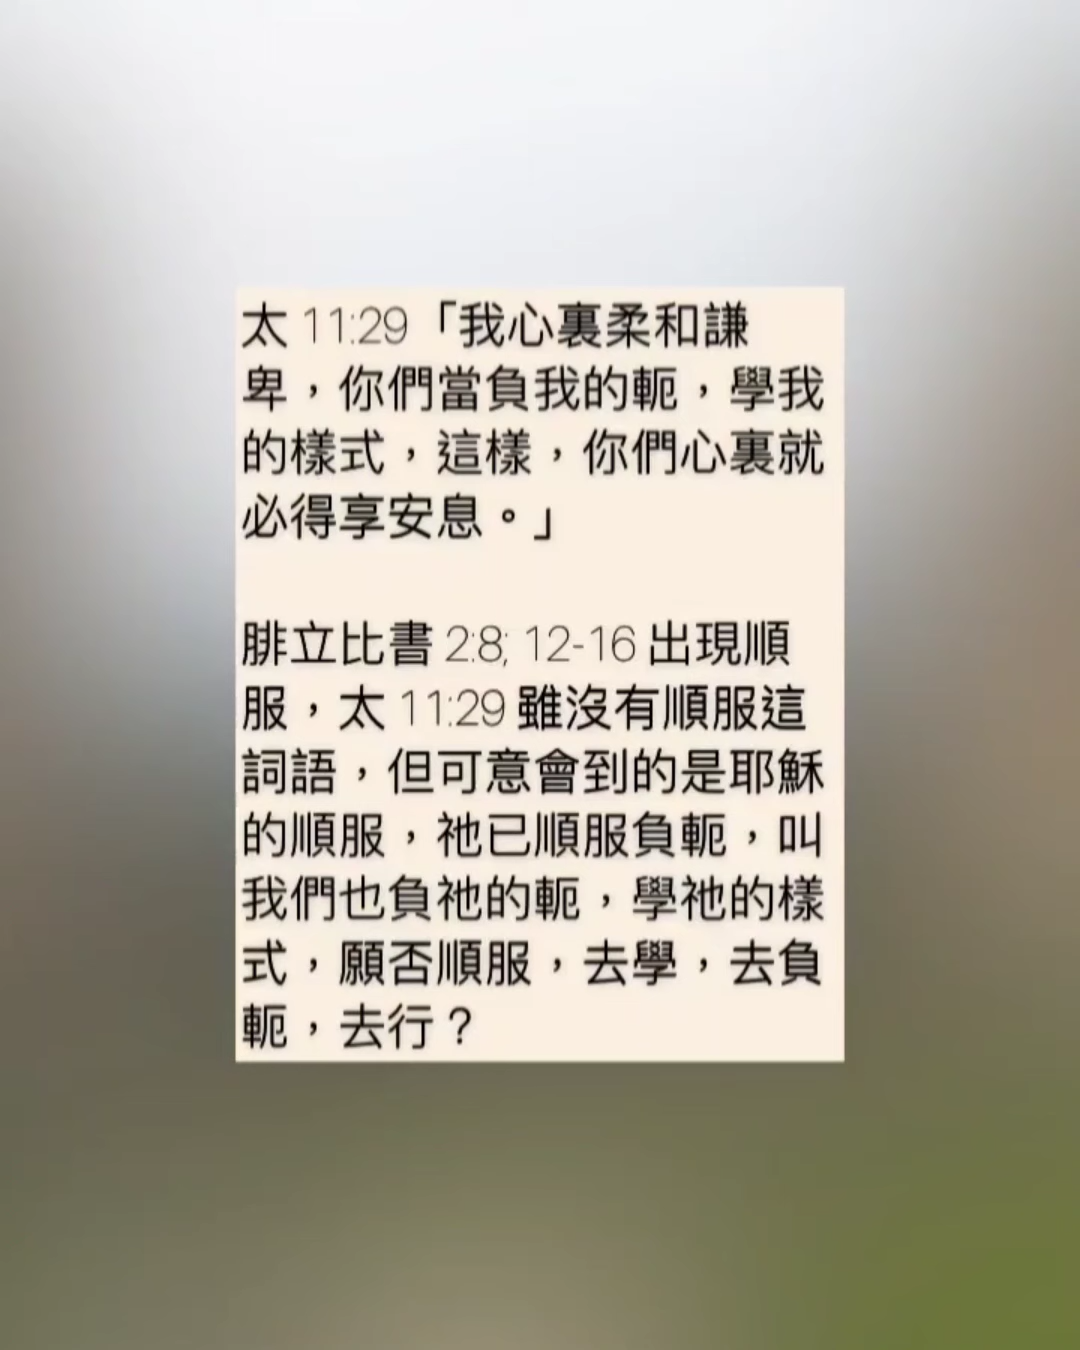 太 11:29「我心裏柔和謙
卑，你們當負我的軛，學我
的樣式，這樣，你們心裏就
必得享安息。」
腓立比書 2:8; 12-16 出現順
服，太 11:29 雖沒有順服這
詞語，但可意會到的是耶穌
的順服，祂已順服負軛，叫
我們也負祂的軛，學祂的樣
式，願否順服，去學，去負
軛，去行？